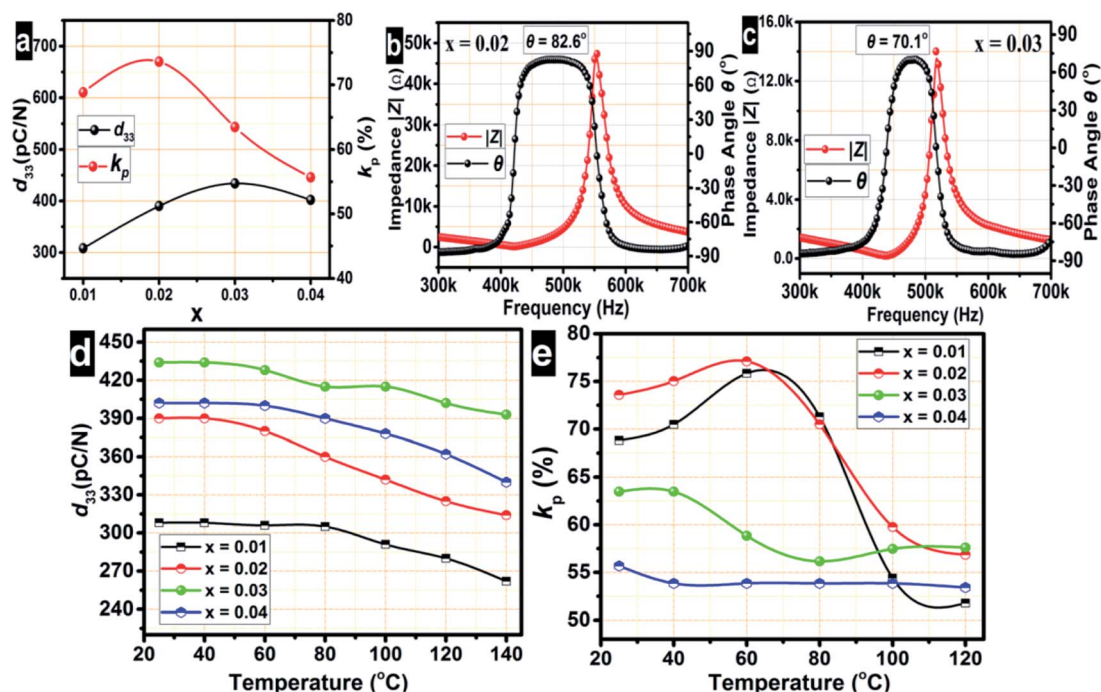 a
700
600
500
400
300
d33(pC/N)
d33
kp
80
70
60
50
40
kp (%)
0.01 0.02 0.03 0.04
x
b
x = 0.02
θ = 82.6°
50k
40k
30k
20k
10k
0
Impedance |Z| (Ω)
|Z|
θ
90
60
30
0
-30
-60
-90
Phase Angle θ (°)
300k 400k 500k 600k 700k
Frequency (Hz)
c
θ = 70.1°
x = 0.03
16.0k
12.0k
8.0k
4.0k
0.0
Impedance |Z| (Ω)
|Z|
θ
90
60
30
0
-30
-60
-90
Phase Angle θ (°)
300k 400k 500k 600k 700k
Frequency (Hz)
d
450
420
390
360
330
300
270
240
d33(pC/N)
x = 0.01
x = 0.02
x = 0.03
x = 0.04
20 40 60 80 100 120 140
Temperature (oC)
e
80
75
70
65
60
55
50
kp (%)
x = 0.01
x = 0.02
x = 0.03
x = 0.04
20 40 60 80 100 120
Temperature (oC)